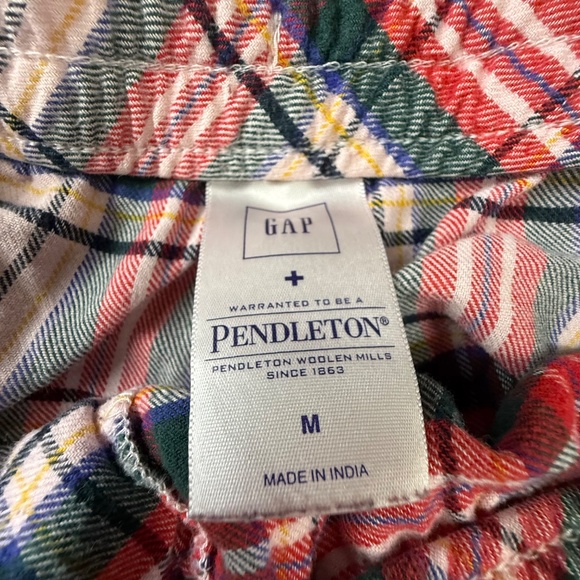 GAP
+
WARRANTED TO BE A
PENDLETON®
PENDLETON WOOLEN MILLS
SINCE 1863
M
MADE IN INDIA